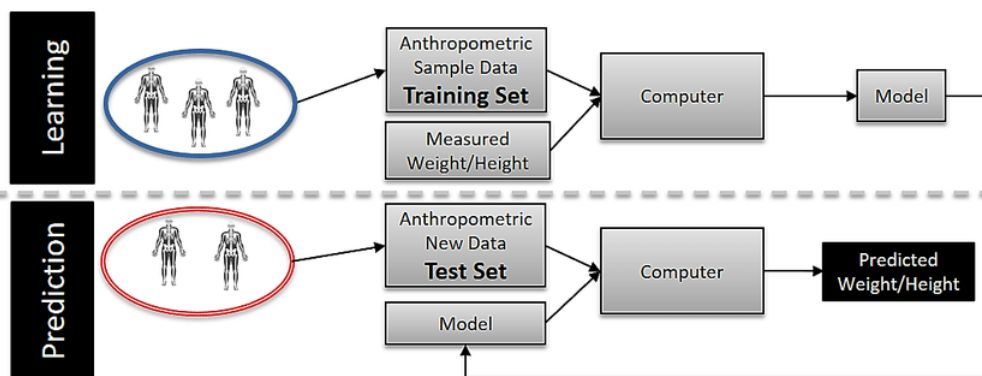 Learning
Anthropometric
Sample Data
Training Set
Measured
Weight/Height
Computer
Model
Prediction
Anthropometric
New Data
Test Set
Model
Computer
Predicted
Weight/Height